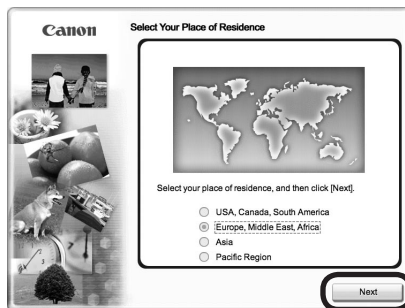 Canon
Select Your Place of Residence
Select your place of residence, and then click [Next].
USA, Canada, South America
Europe, Middle East, Africa
Asia
Pacific Region
Next